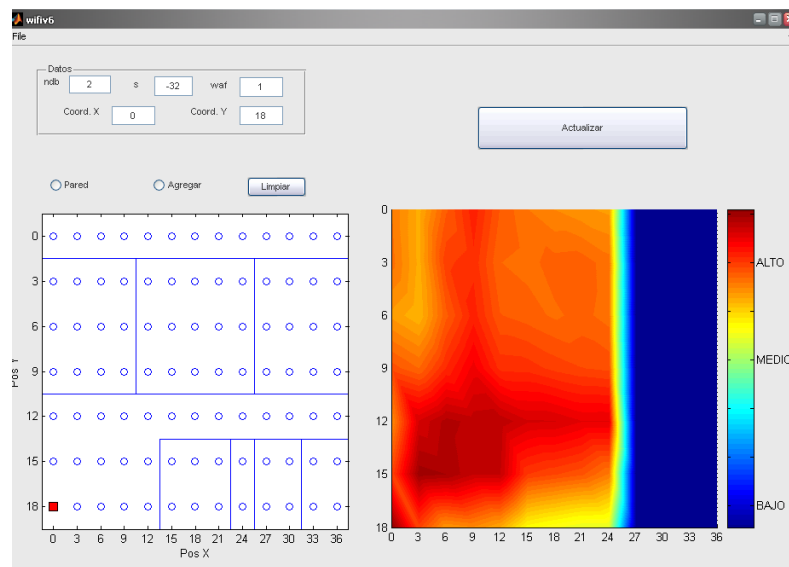 wifiv6
File
Datos
ndb 2 s -32 waf 1
Coord. X 0 Coord. Y 18
Actualizar
Pared Agregar Limpiar
0
3
6
9
12
15
18
Pos Y
0 3 6 9 12 15 18 21 24 27 30 33 36
Pos X
0
3
6
9
12
15
18
0 3 6 9 12 15 18 21 24 27 30 33 36
ALTO
MEDIO
BAJO